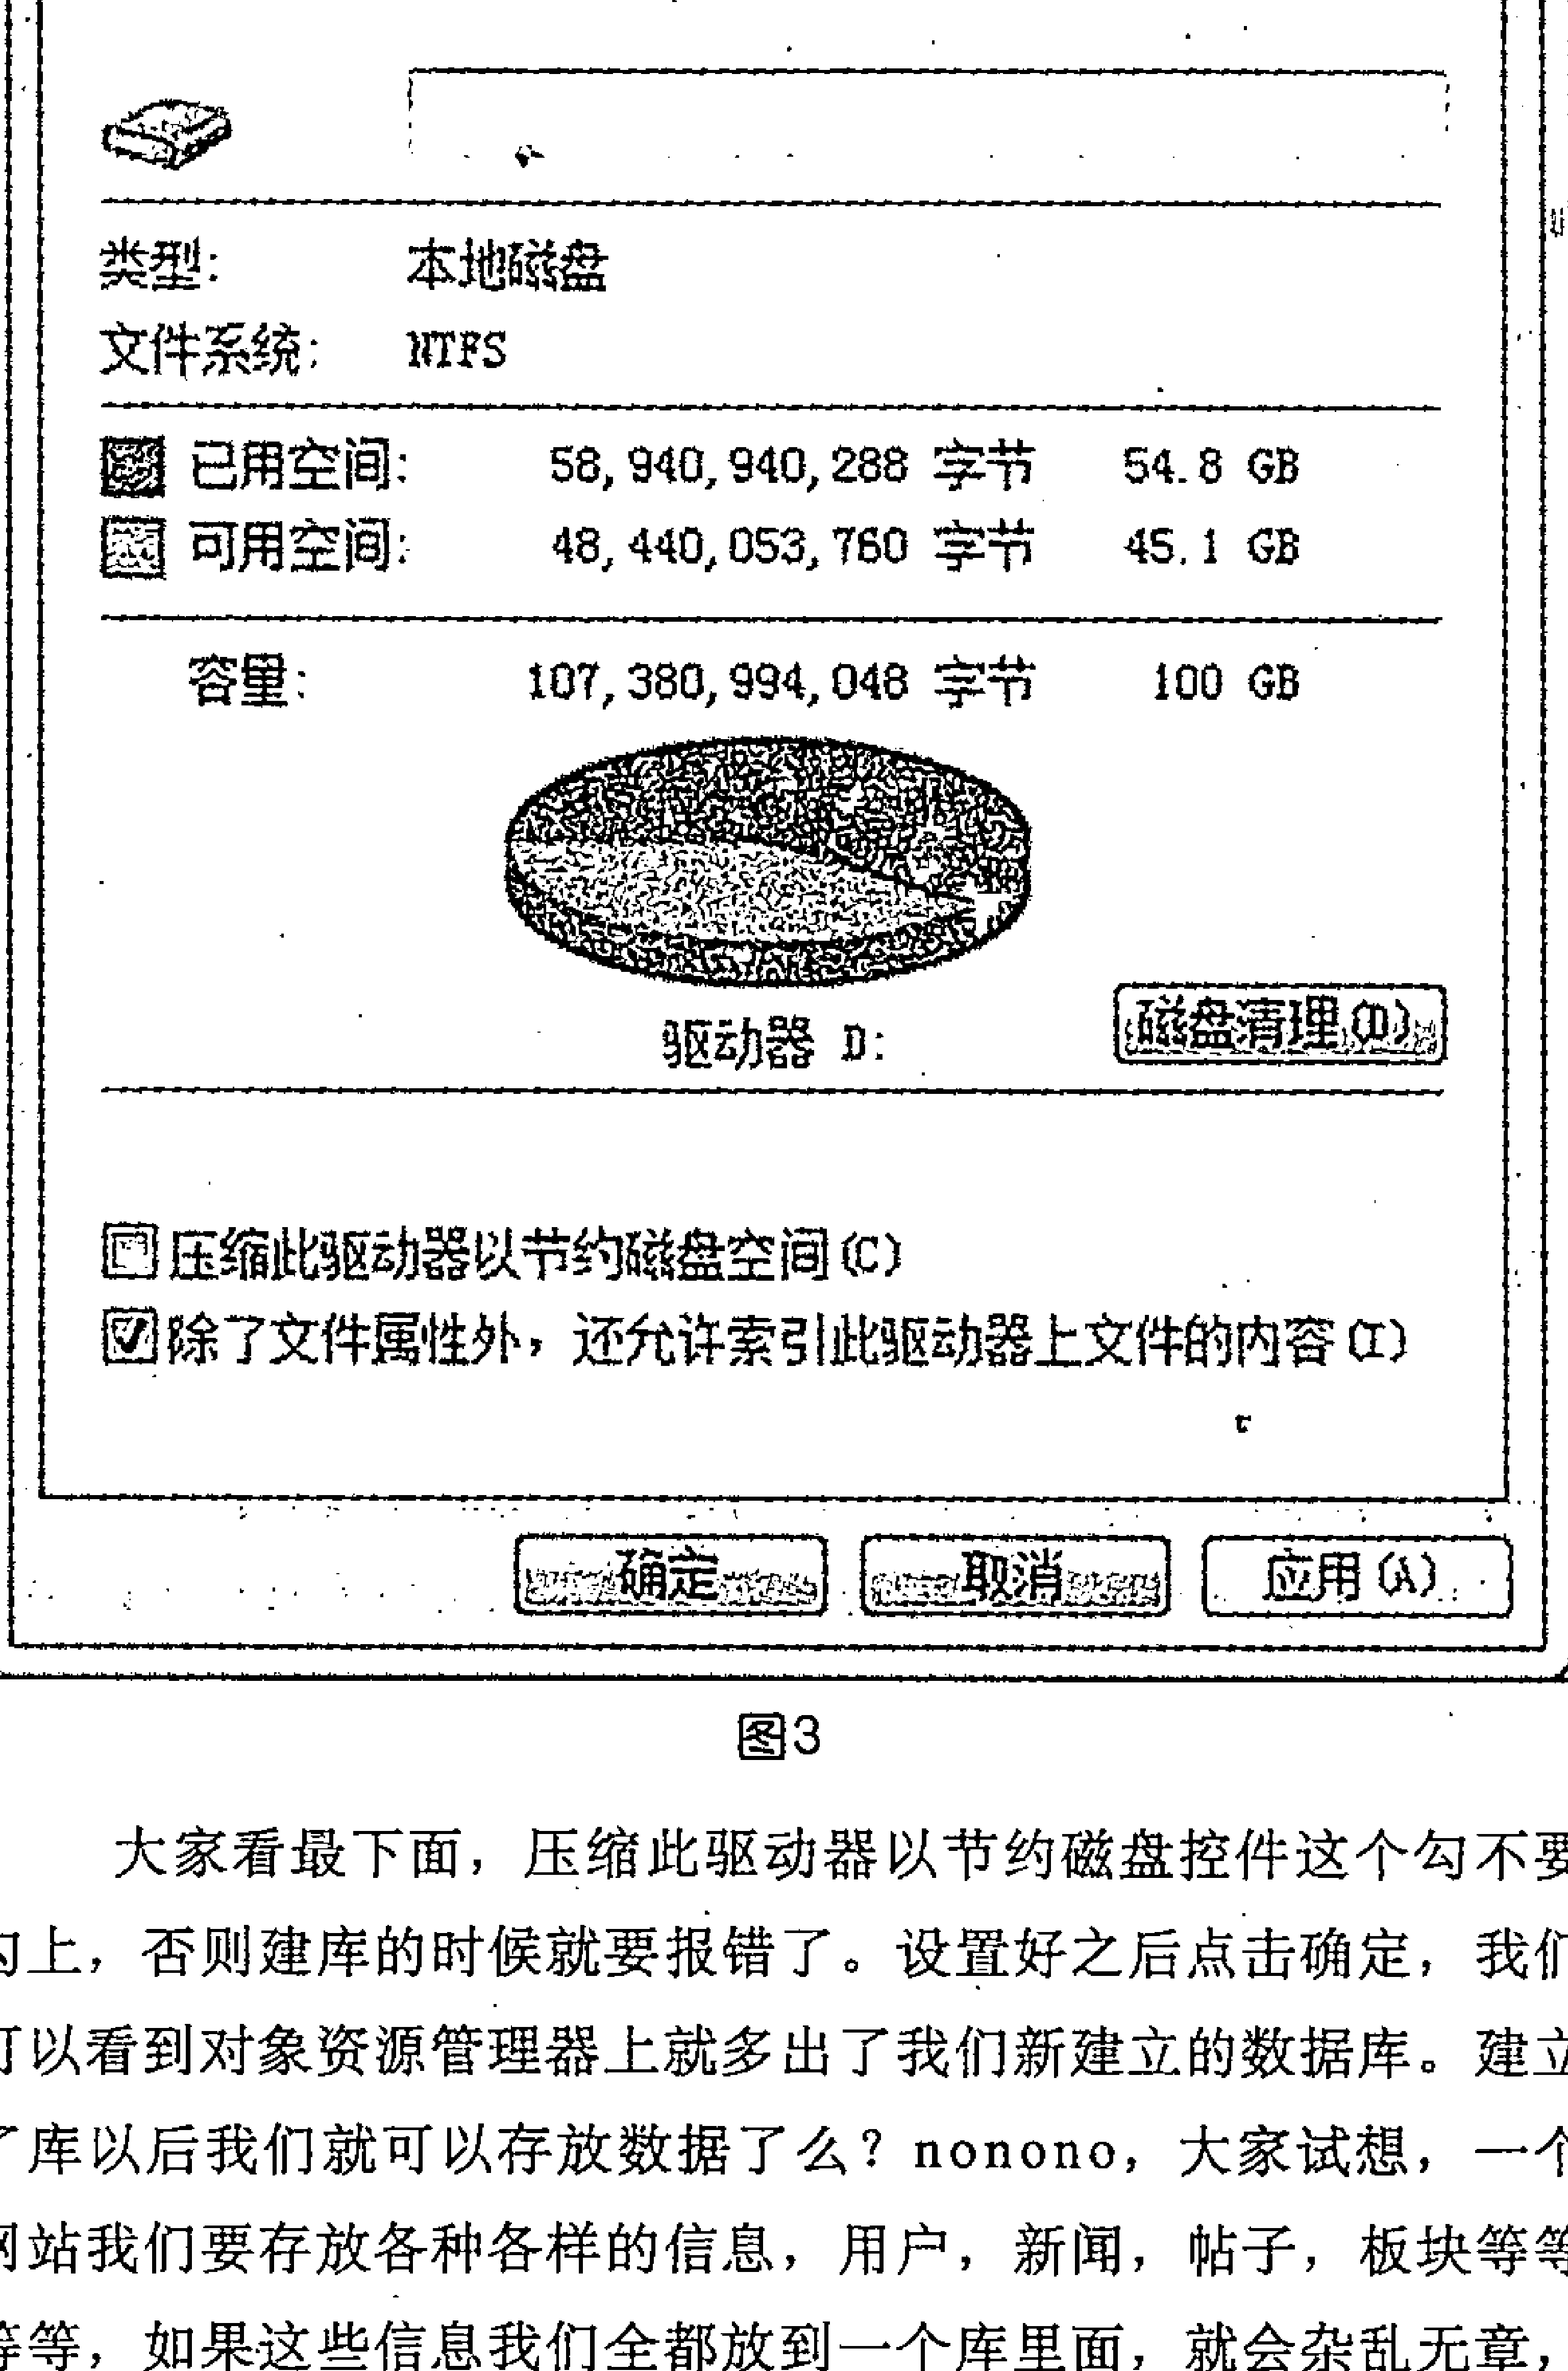 类型: 本地磁盘
文件系统: NTFS
已用空间: 58,940,940,288 字节 54.8 GB
可用空间: 48,440,053,760 字节 45.1 GB
容量: 107,380,994,048 字节 100 GB
驱动器 D:
磁盘清理(D)
压缩此驱动器以节约磁盘空间(C)
除了文件属性外，还允许索引此驱动器上文件的内容(I)
确定 取消 应用(A)
图3
大家看最下面，压缩此驱动器以节约磁盘控件这个勾不要
勾上，否则建库的时候就要报错了。设置好之后点击确定，我们
可以看到对象资源管理器上就多出了我们新建立的数据库。建立
了库以后我们就可以存放数据了么？nonono，大家试想，一个
网站我们要存放各种各样的信息，用户，新闻，帖子，板块等等
等等，如果这些信息我们全都放到一个库里面，就会杂乱无章，